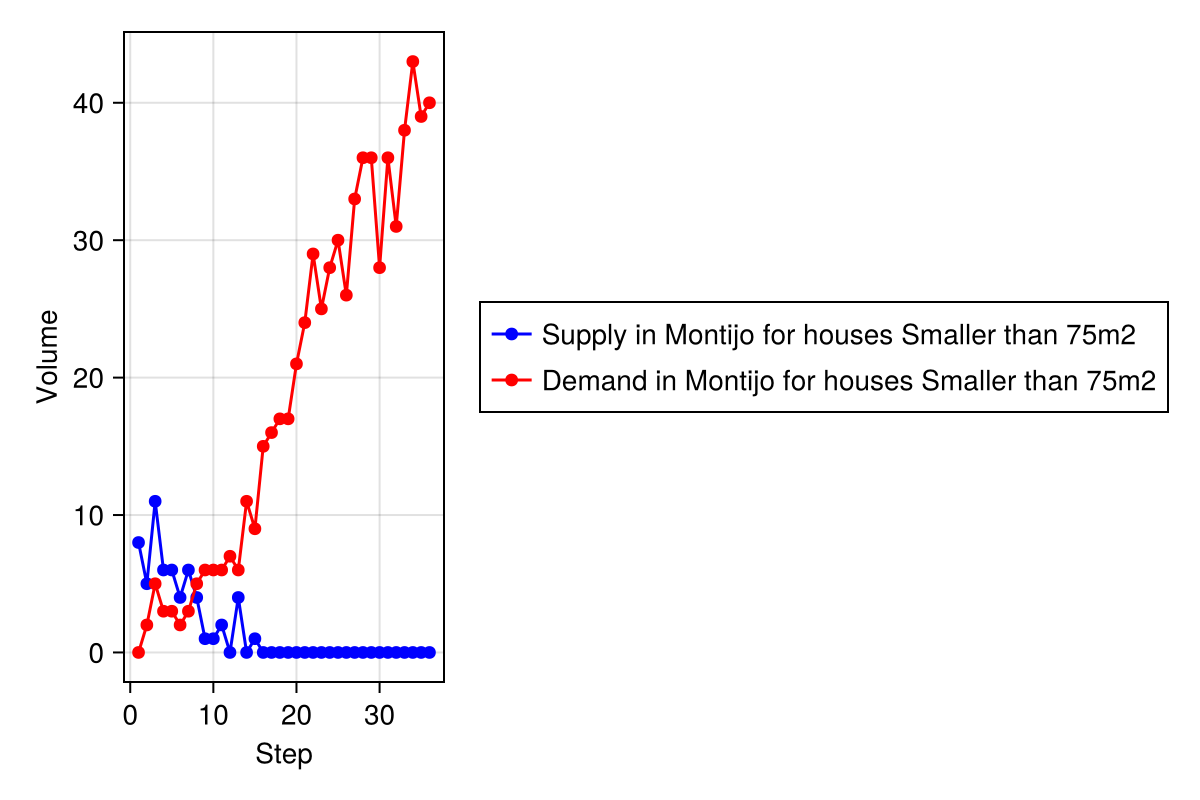 40
30
20
10
0
Volume
0 10 20 30
Step
Supply in Montijo for houses Smaller than 75m2
Demand in Montijo for houses Smaller than 75m2